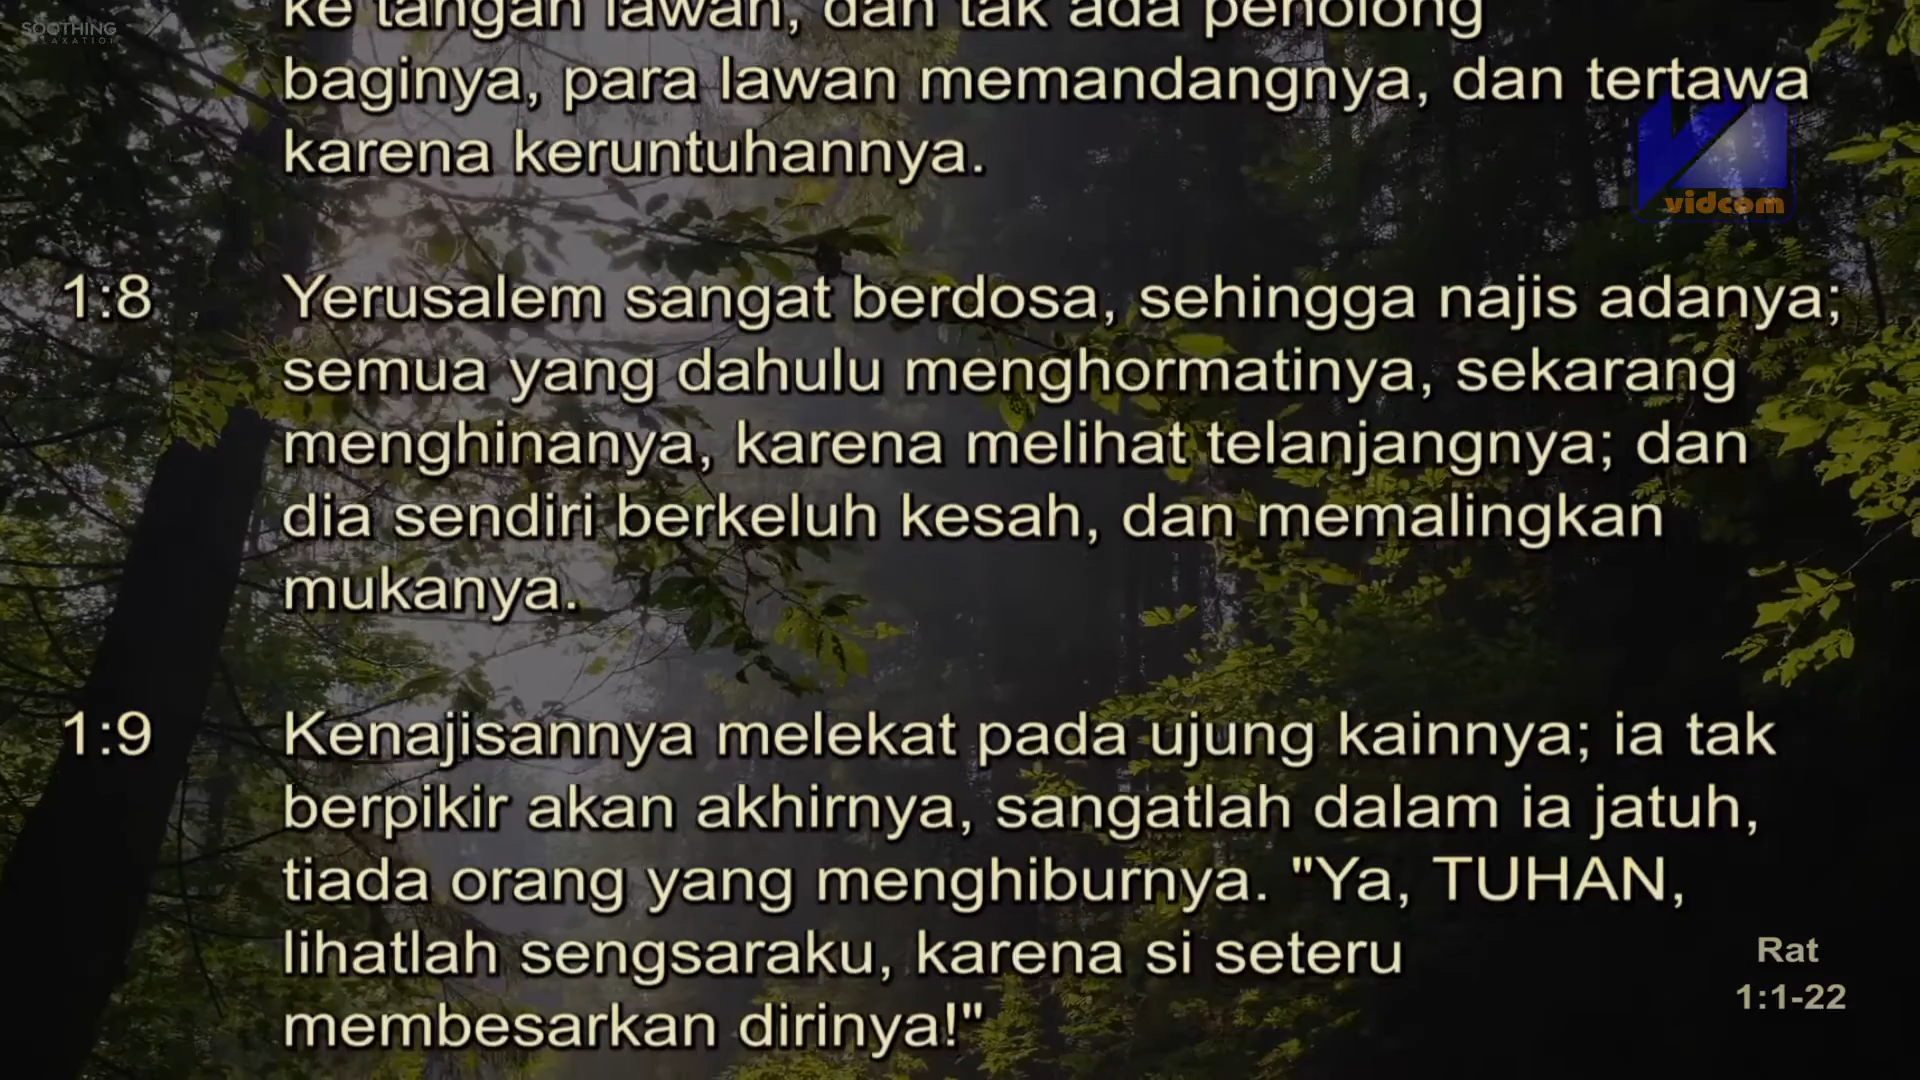 SOOTHING
RELAXATION
ke tangan lawan, dan tak ada penolong
baginya, para lawan memandangnya, dan tertawa
karena keruntuhannya.
vidcom
1:8 Yerusalem sangat berdosa, sehingga najis adanya;
semua yang dahulu menghormatinya, sekarang
menghinanya, karena melihat telanjangnya; dan
dia sendiri berkeluh kesah, dan memalingkan
mukanya.
1:9 Kenajisannya melekat pada ujung kainnya; ia tak
berpikir akan akhirnya, sangatlah dalam ia jatuh,
tiada orang yang menghiburnya. "Ya, TUHAN,
lihatlah sengsaraku, karena si seteru
membesarkan dirinya!"
Rat
1:1-22